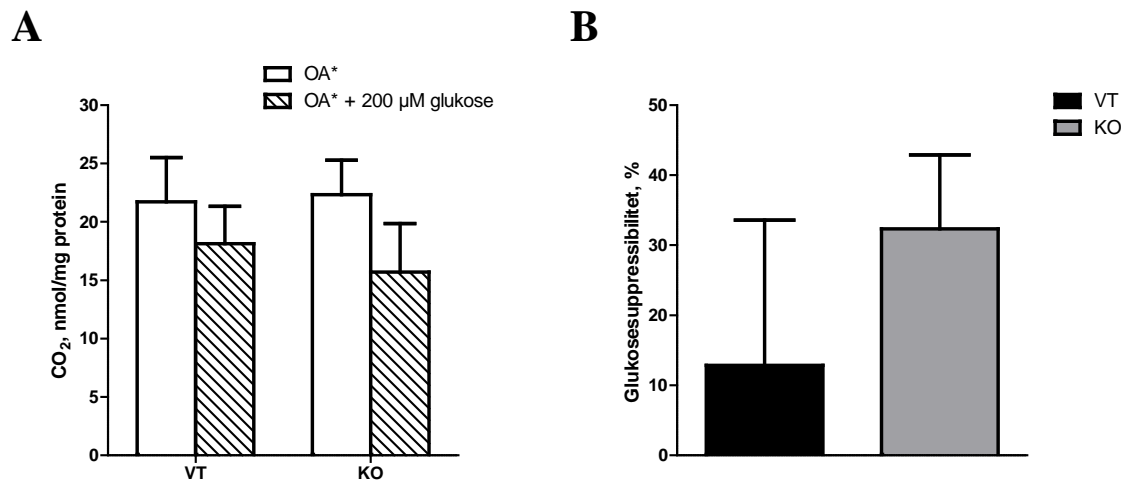 A
OA*
OA* + 200 µM glukose
CO2, nmol/mg protein
30
25
20
15
10
5
0
VT
KO
B
VT
KO
Glukosesuppressibilitet, %
50
40
30
20
10
0